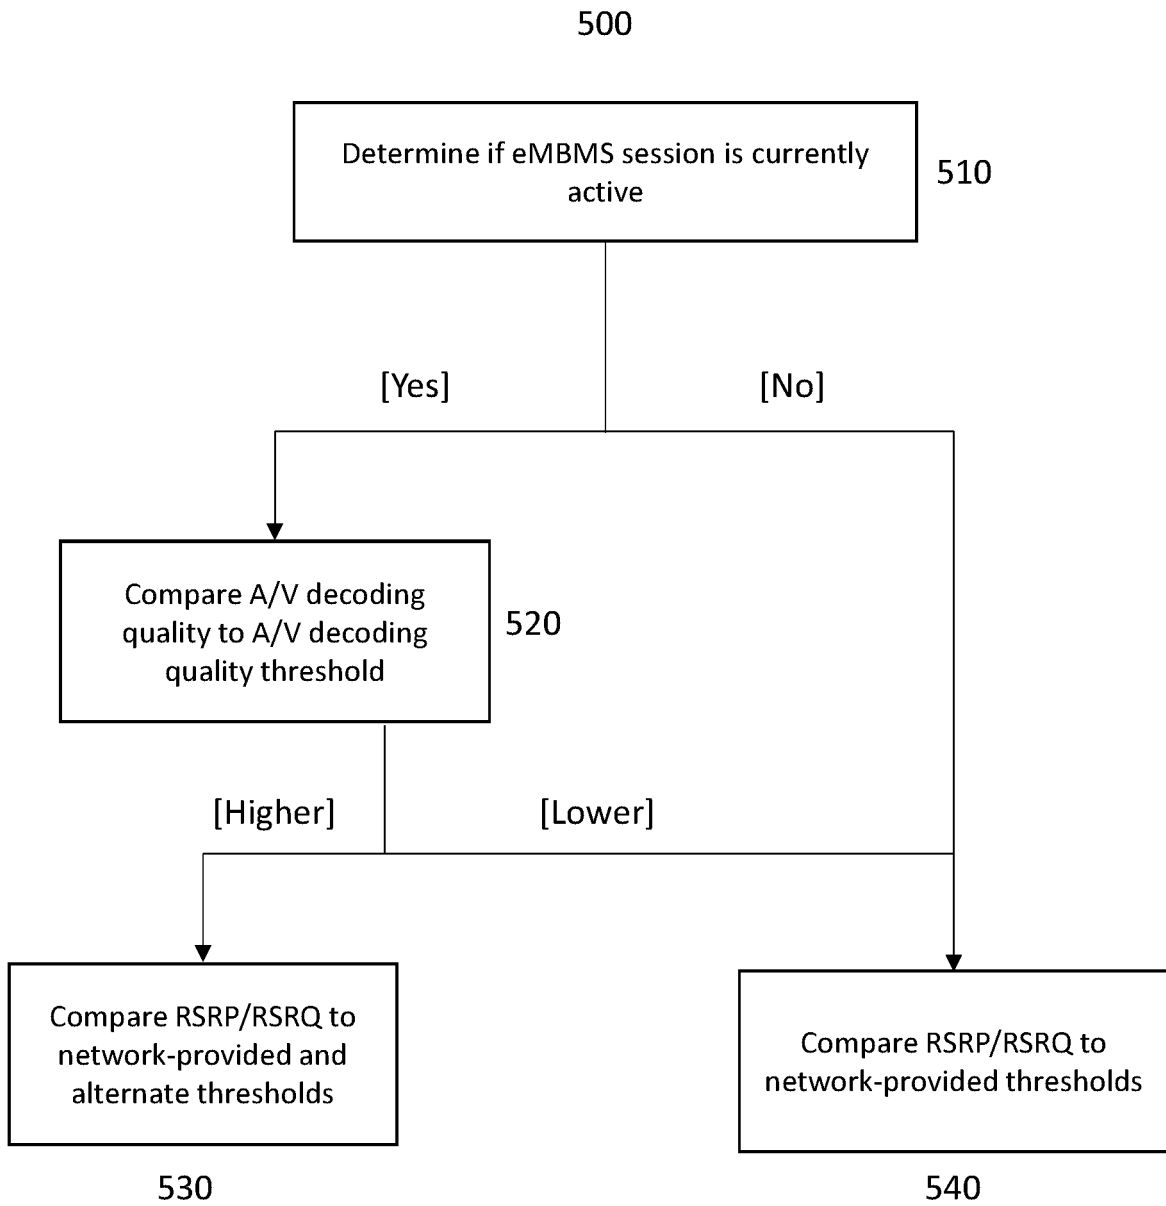 500
Determine if eMBMS session is currently
active
510
[Yes]
[No]
Compare A/V decoding
quality to A/V decoding
quality threshold
520
[Higher]
[Lower]
Compare RSRP/RSRQ to
network-provided and
alternate thresholds
530
Compare RSRP/RSRQ to
network-provided thresholds
540